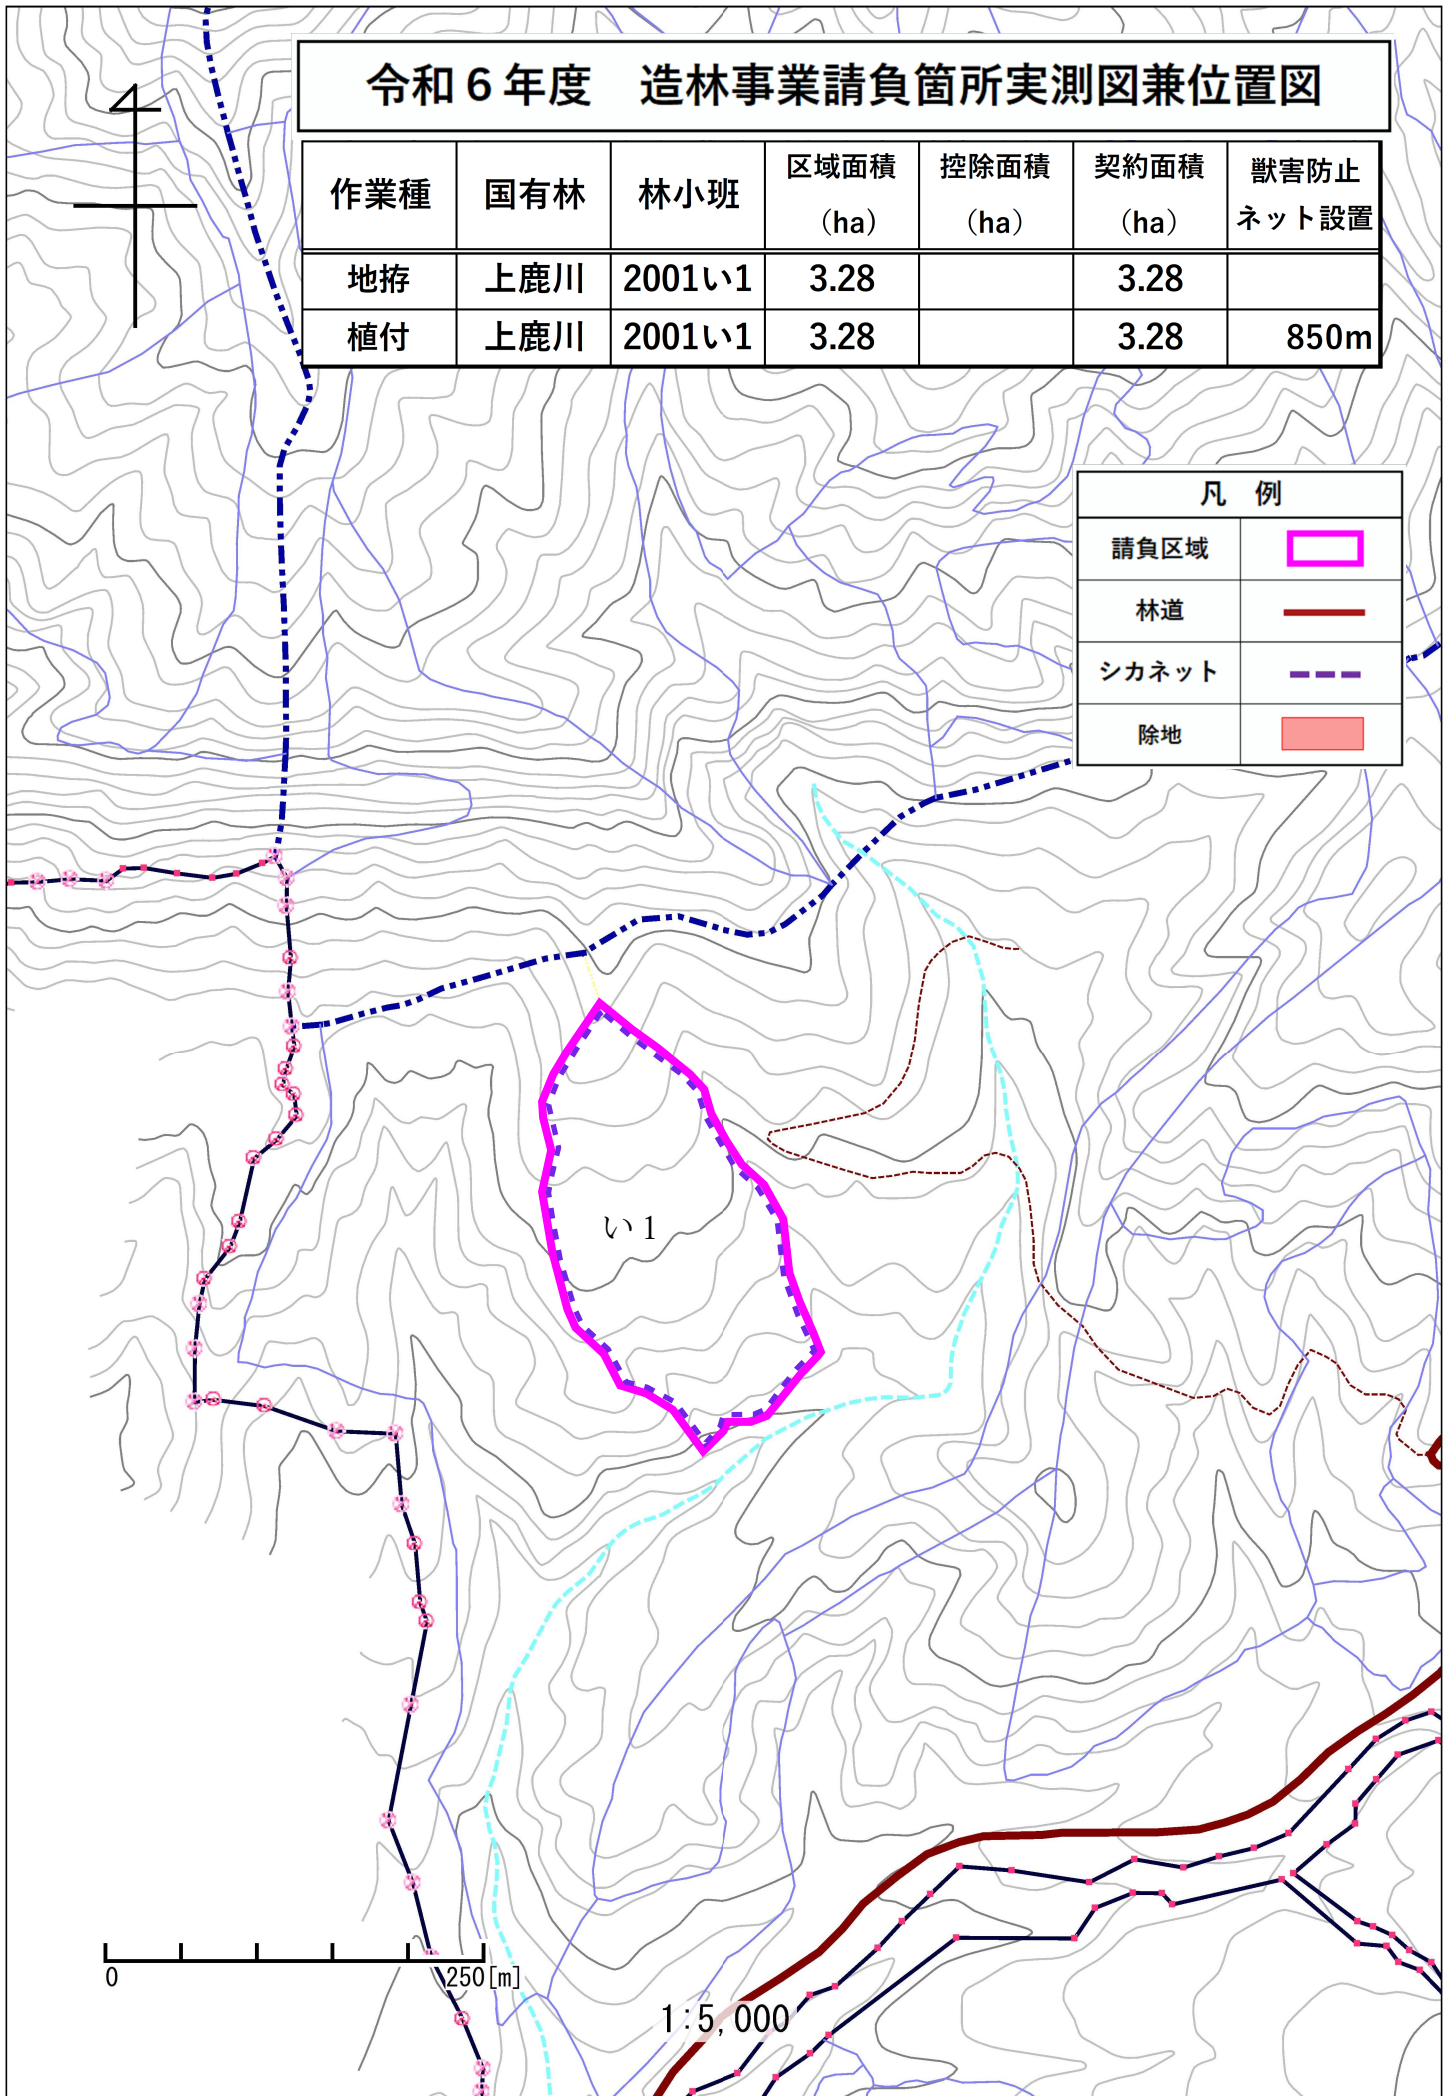 令和６年度　造林事業請負箇所実測図兼位置図
作業種 国有林 林小班 区域面積（ha） 控除面積（ha） 契約面積（ha） 獣害防止ネット設置
地拵 上鹿川 2001い1 3.28 3.28
植付 上鹿川 2001い1 3.28 3.28 850m
凡　例
請負区域
林道
シカネット
除地
い1
0 250[m]
1:5,000